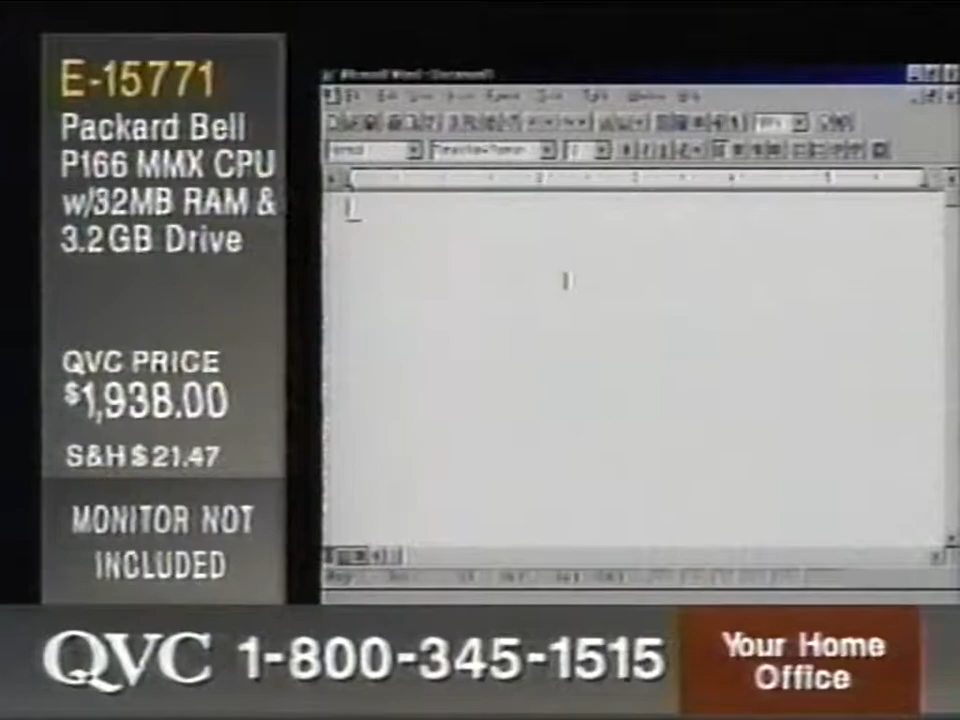 E-15771
Packard Bell
P166 MMX CPU
w/32MB RAM &
3.2GB Drive
QVC PRICE
$1,938.00
S&H $21.47
MONITOR NOT
INCLUDED
QVC 1-800-345-1515
Your Home
Office